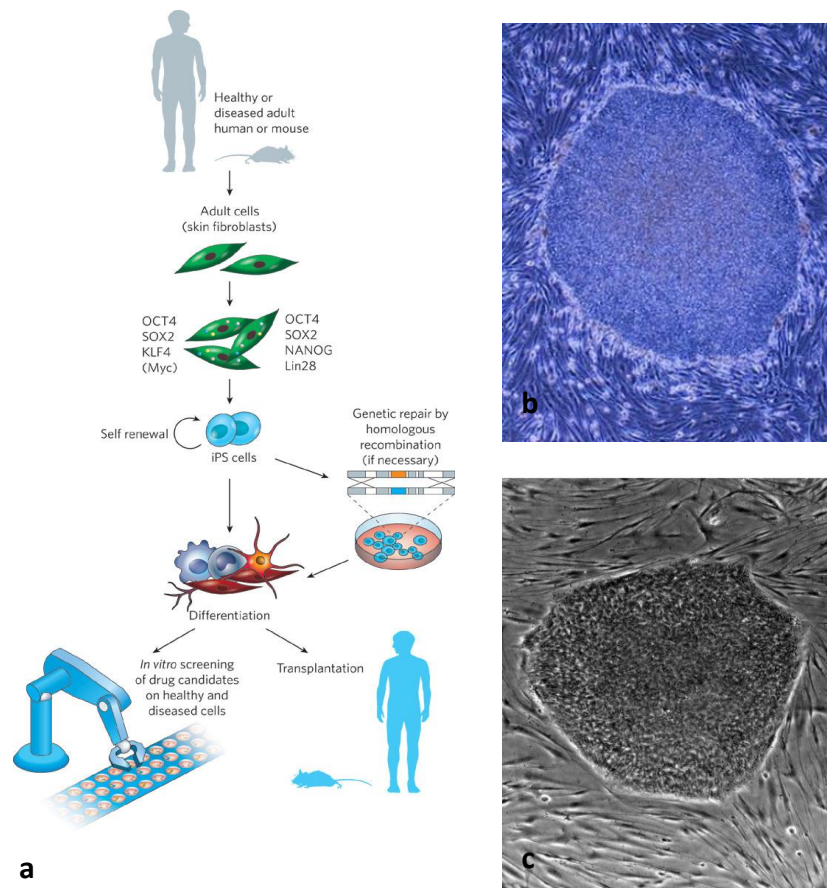 Healthy or
diseased adult
human or mouse
Adult cells
(skin fibroblasts)
OCT4
SOX2
KLF4
(Myc)
OCT4
SOX2
NANOG
Lin28
Self renewal
iPS cells
Genetic repair by
homologous
recombination
(if necessary)
Differentiation
In vitro screening
of drug candidates
on healthy and
diseased cells
Transplantation
a
b
c